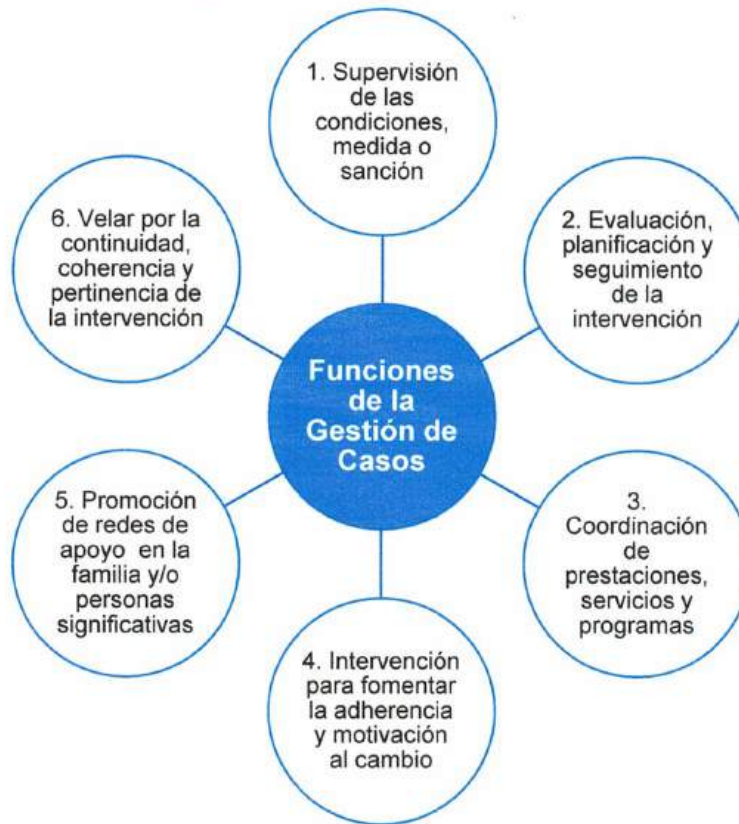 1. Supervisión
de las
condiciones,
medida o
sanción
2. Evaluación,
planificación y
seguimiento
de la
intervención
3.
Coordinación
de
prestaciones,
servicios y
programas
4. Intervención
para fomentar
la adherencia
y motivación
al cambio
5. Promoción
de redes de
apoyo en la
familia y/o
personas
significativas
6. Velar por la
continuidad,
coherencia y
pertinencia de
la intervención
Funciones
de la
Gestión de
Casos